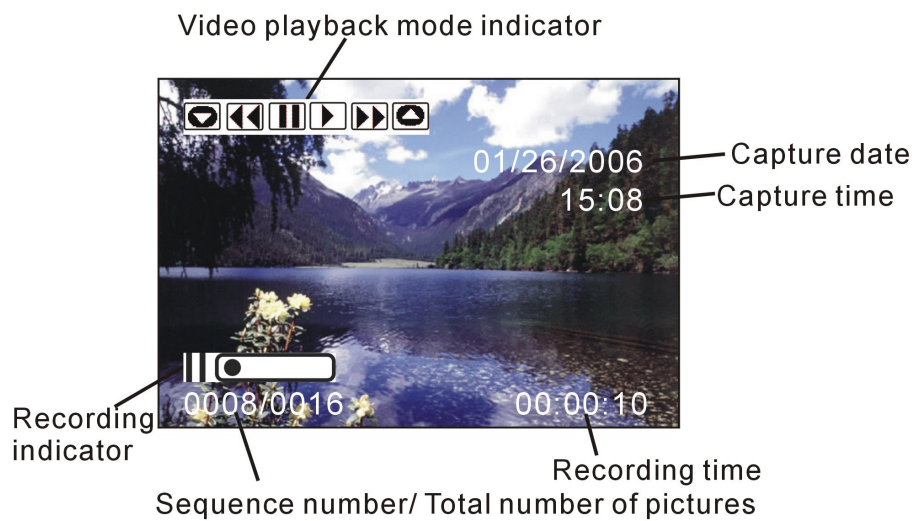 Video playback mode indicator
01/26/2006
Capture date
15:08
Capture time
Recording
indicator
0008/0016
00:00:10
Recording time
Sequence number/ Total number of pictures